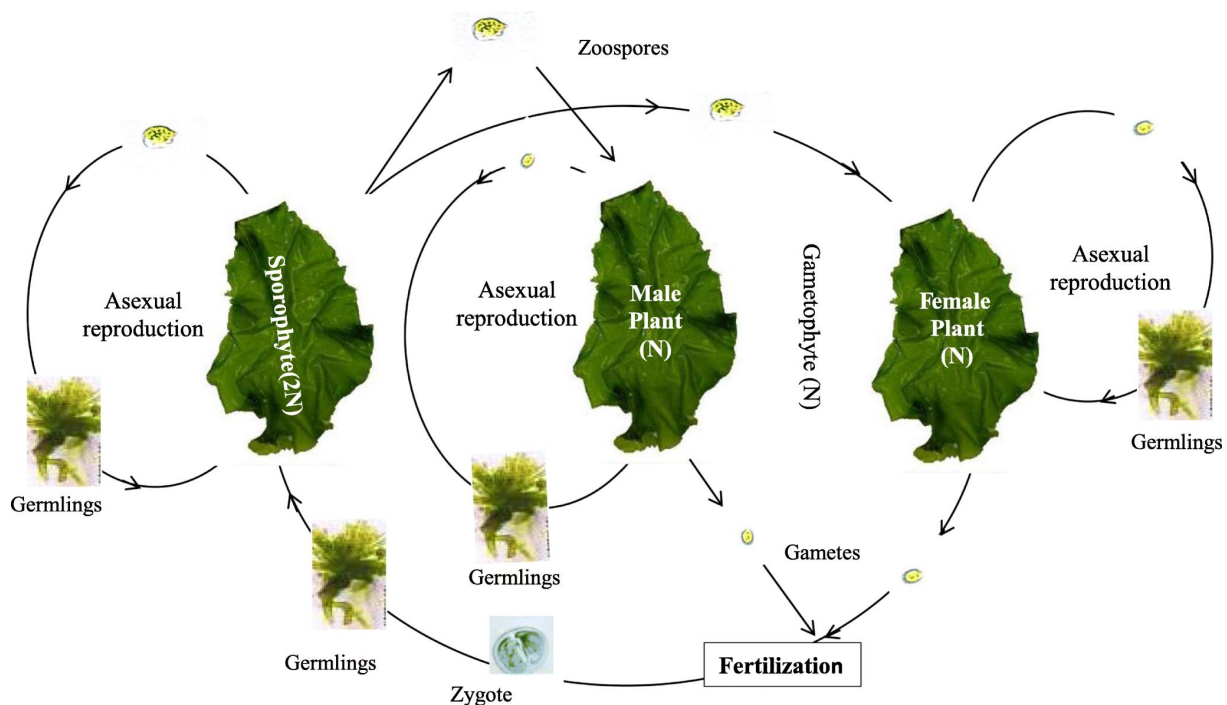 Zoospores
Asexual
reproduction
Sporophyte(2N)
Asexual
reproduction
Male
Plant
(N)
Gametophyte (N)
Female
Plant
(N)
Asexual
reproduction
Germlings
Germlings
Germlings
Gametes
Germlings
Zygote
Fertilization